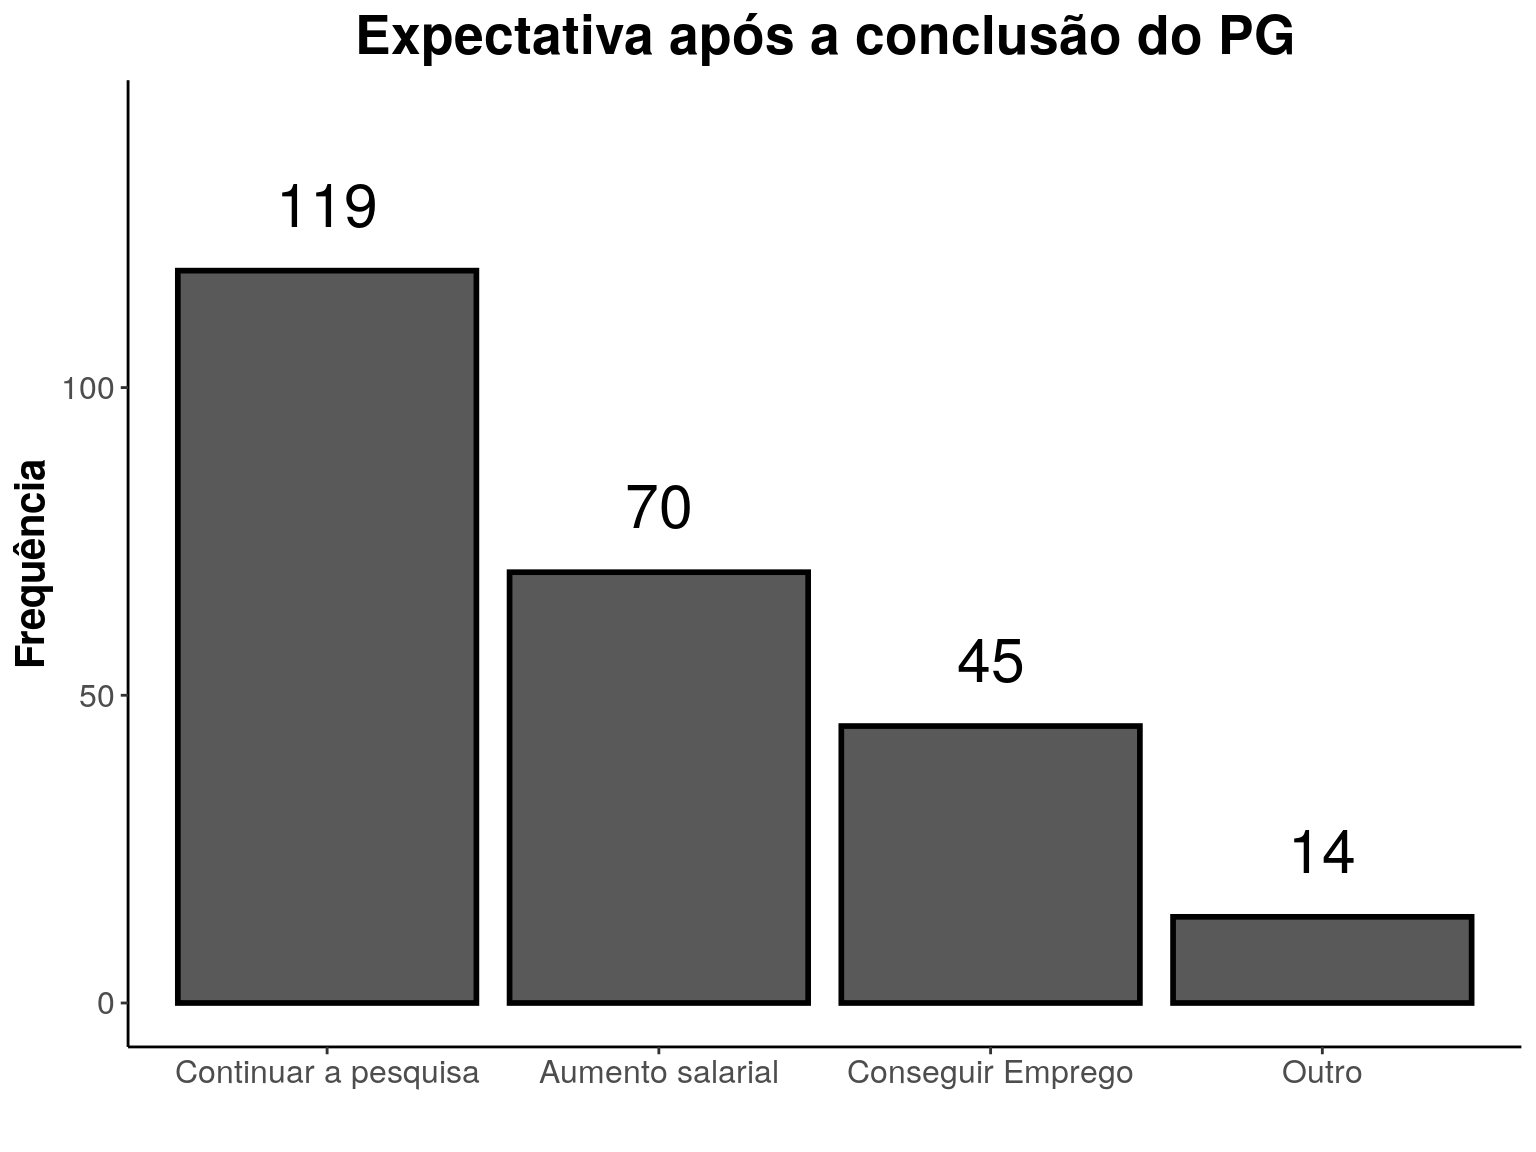 Expectativa após a conclusão do PG
Frequência
100
50
0
119
70
45
14
Continuar a pesquisa
Aumento salarial
Conseguir Emprego
Outro